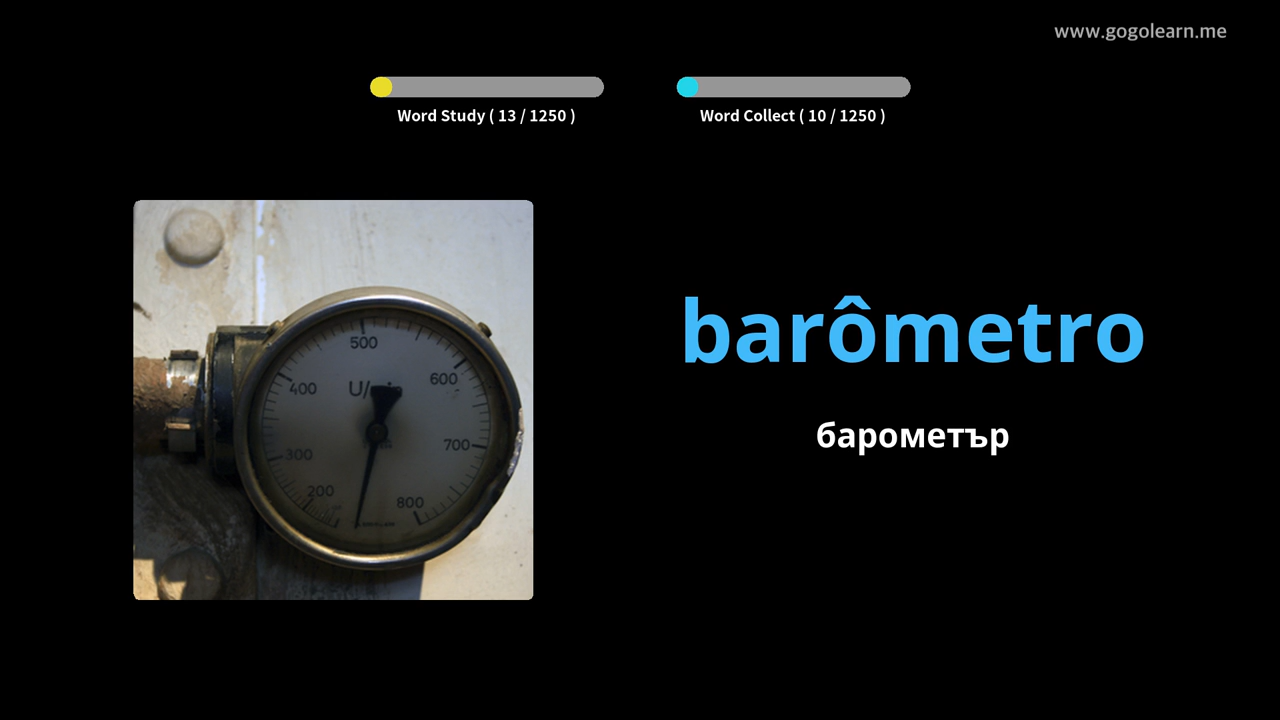 www.gogolearn.me
Word Study ( 13 / 1250 )
Word Collect ( 10 / 1250 )
barômetro
барометър
500
400
600
U/
300
700
200
800